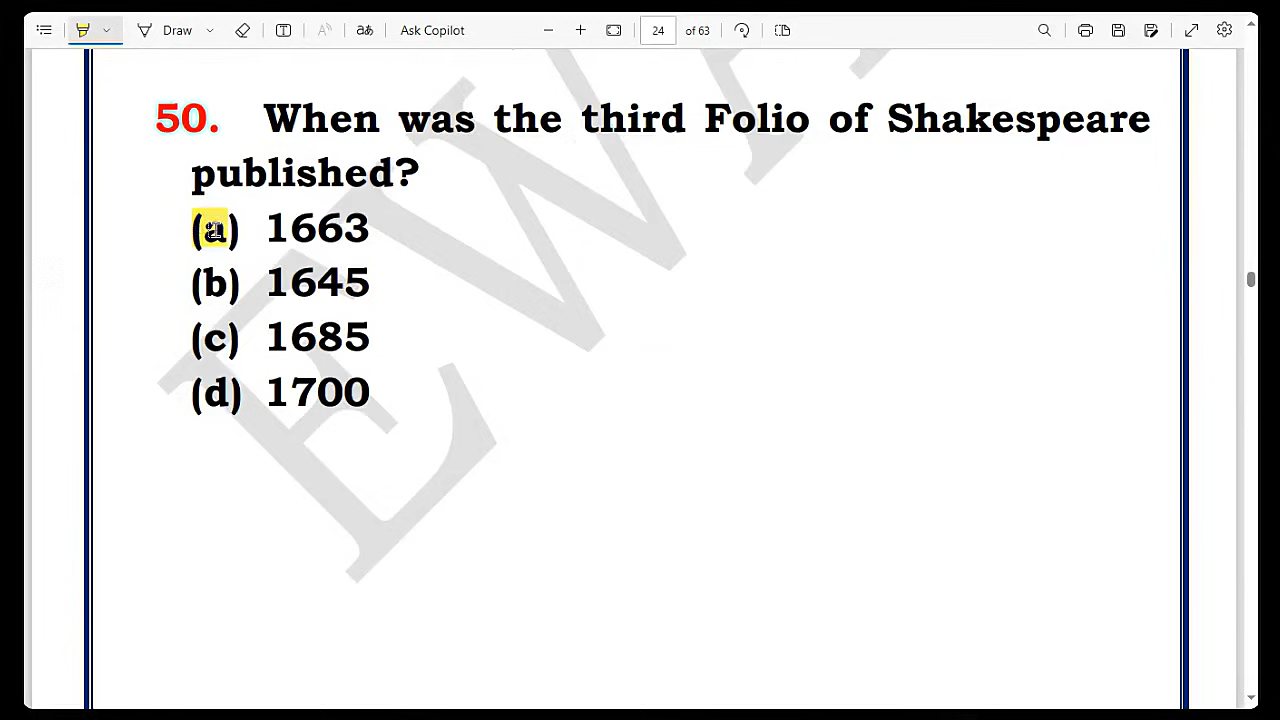 Draw
Ask Copilot
24
of 63
50. When was the third Folio of Shakespeare
published?
(a) 1663
(b) 1645
(c) 1685
(d) 1700